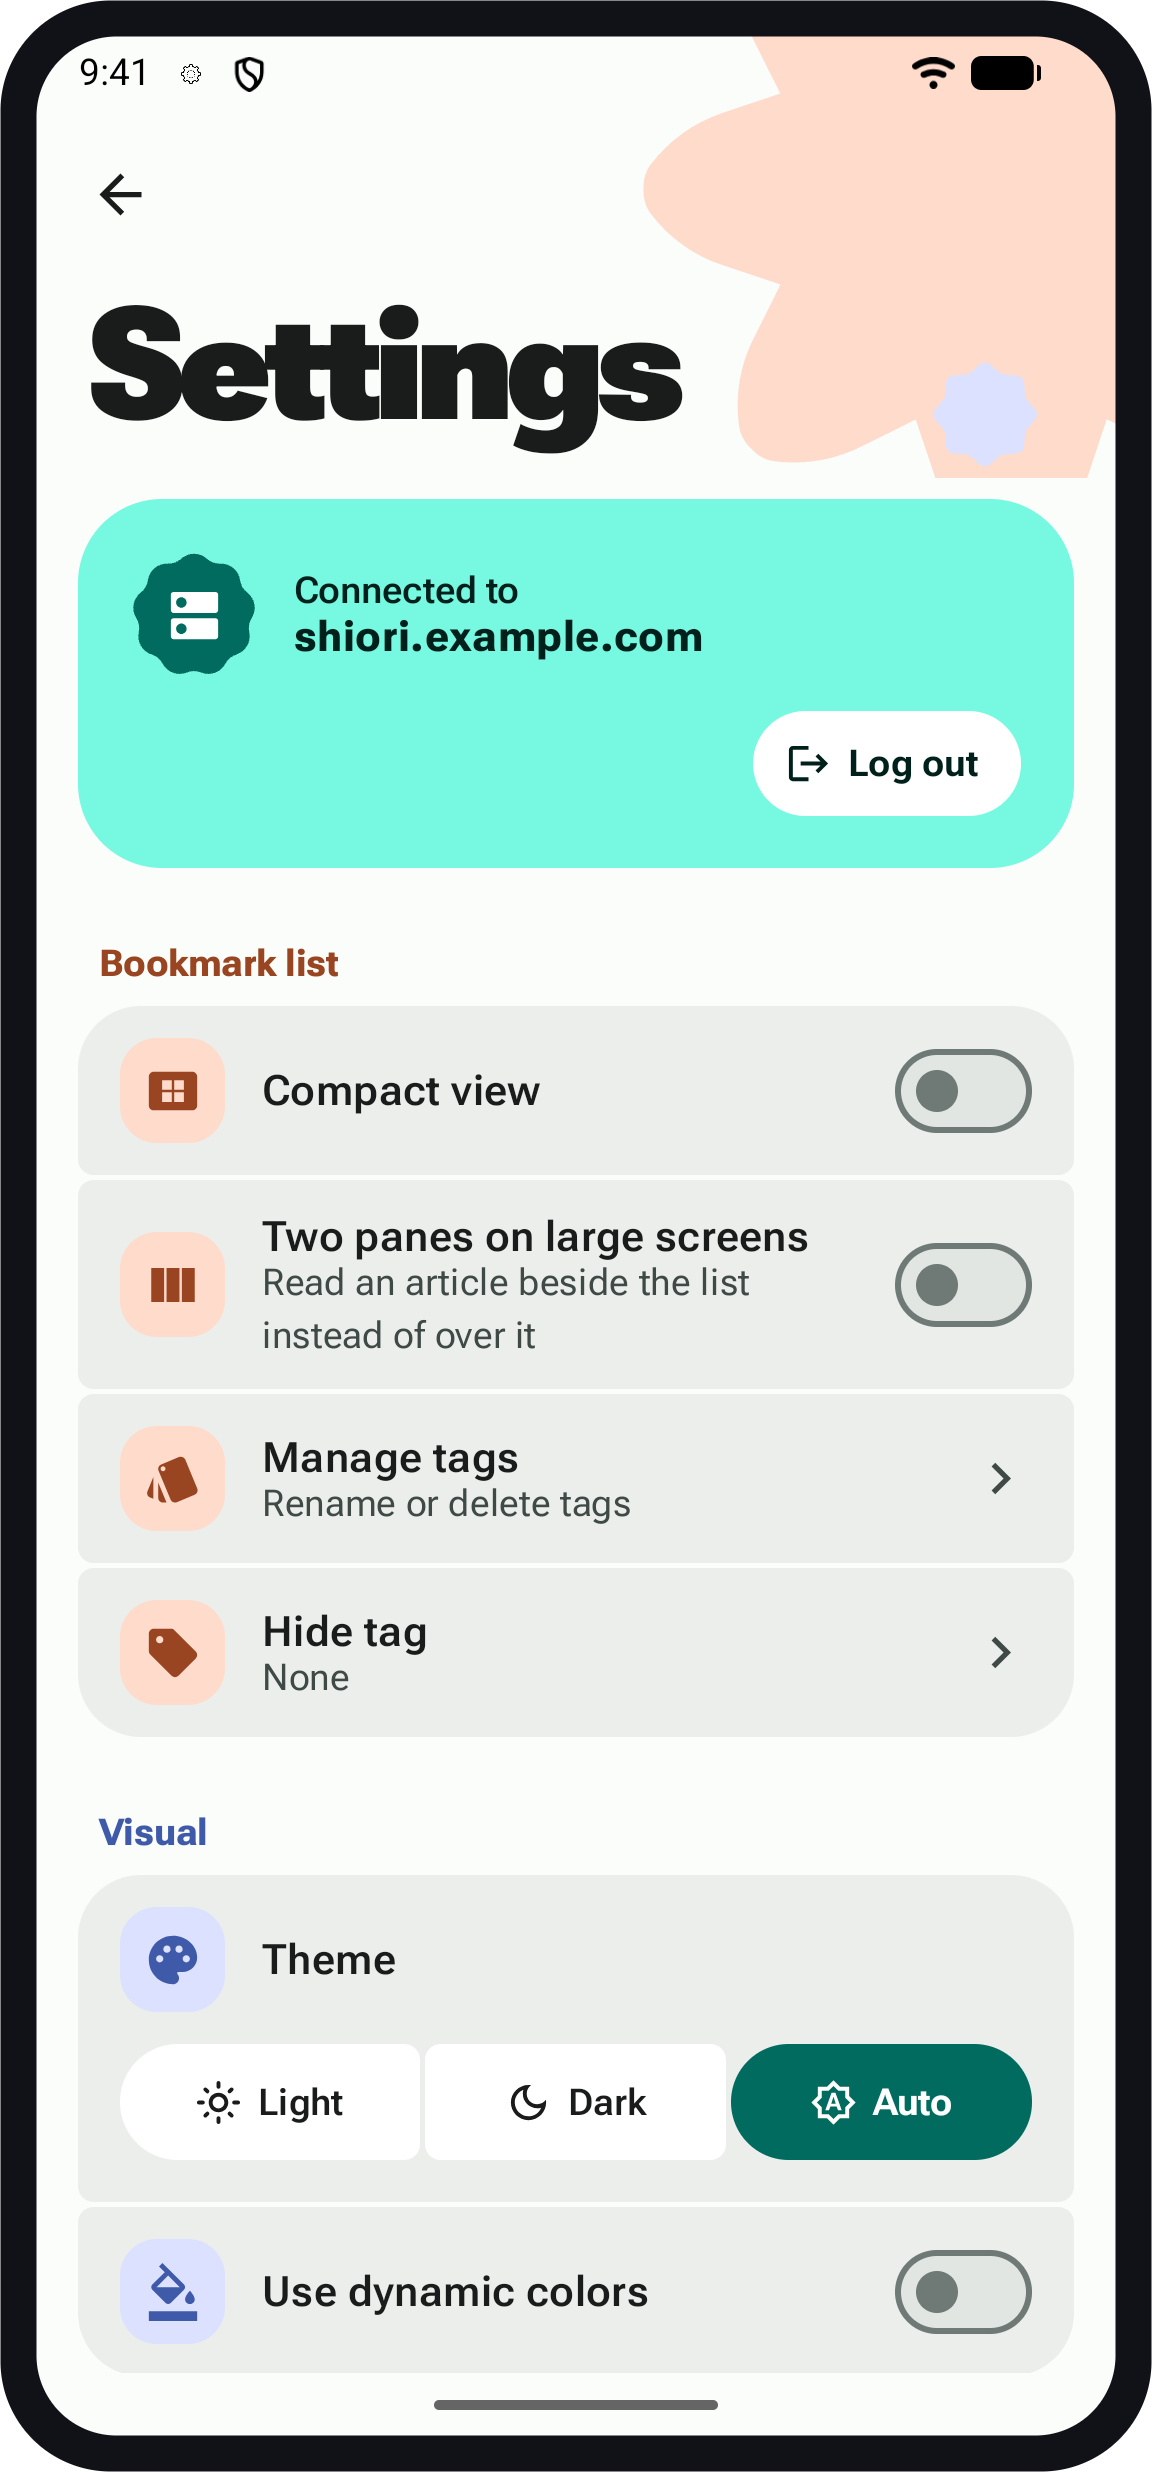 9:41
Settings
Connected to
shiori.example.com
Log out
Bookmark list
Compact view
Two panes on large screens
Read an article beside the list
instead of over it
Manage tags
Rename or delete tags
Hide tag
None
Visual
Theme
Light
Dark
Auto
Use dynamic colors